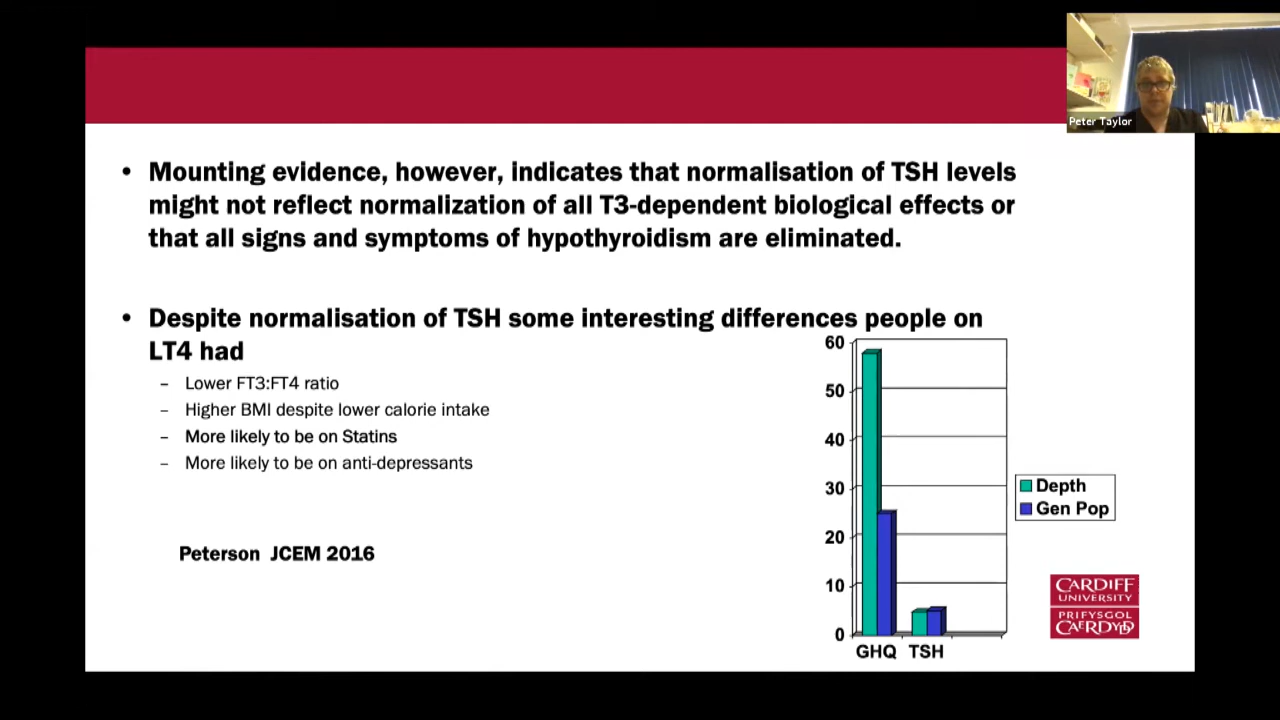 Peter Taylor
• Mounting evidence, however, indicates that normalisation of TSH levels
might not reflect normalization of all T3-dependent biological effects or
that all signs and symptoms of hypothyroidism are eliminated.
• Despite normalisation of TSH some interesting differences people on
LT4 had
– Lower FT3:FT4 ratio
– Higher BMI despite lower calorie intake
– More likely to be on Statins
– More likely to be on anti-depressants
Peterson JCEM 2016
60
50
40
30
20
10
0
GHQ TSH
Depth
Gen Pop
CARDIFF
UNIVERSITY
PRIFYSGOL
CAERDYDD